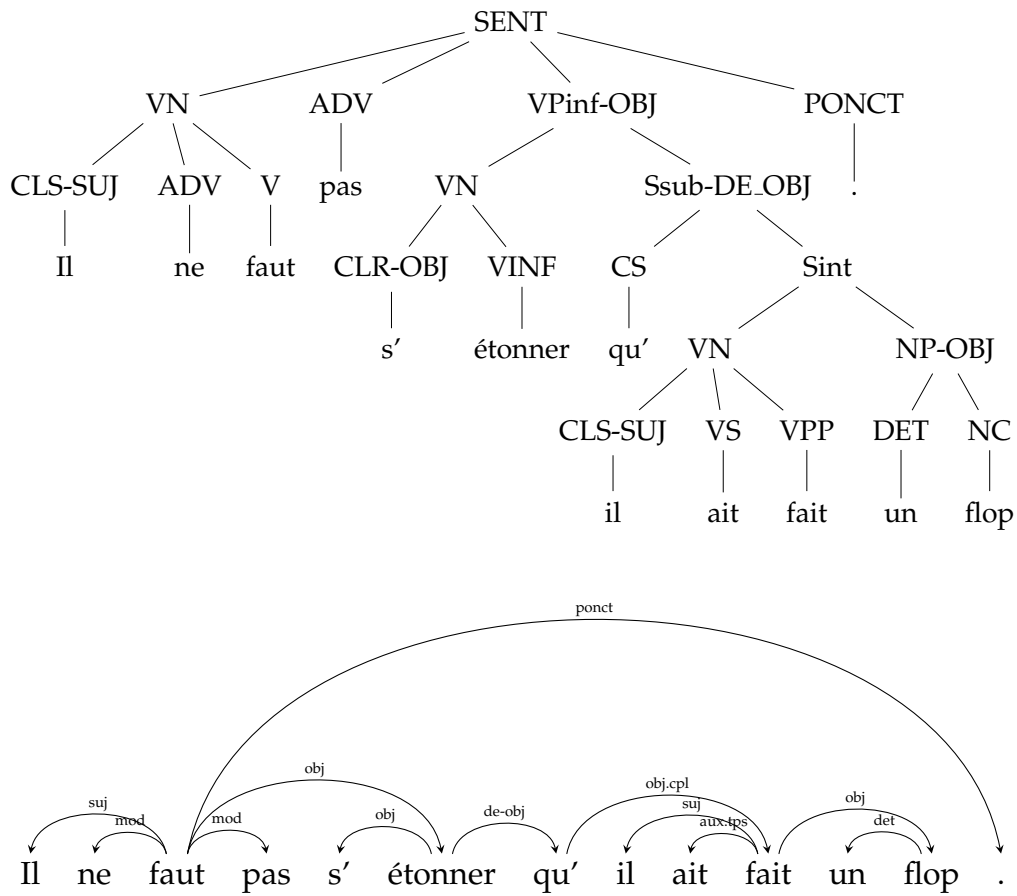 SENT
VN ADV VPinf-OBJ PONCT
CLS-SUJ ADV V pas VN Ssub-DE_OBJ .
Il ne faut CLR-OBJ VINF CS Sint
s' étonner qu' VN NP-OBJ
CLS-SUJ VS VPP DET NC
il ait fait un flop
ponct
obj
suj mod mod obj de-obj obj.cpl suj aux.tps obj det
Il ne faut pas s' étonner qu' il ait fait un flop .